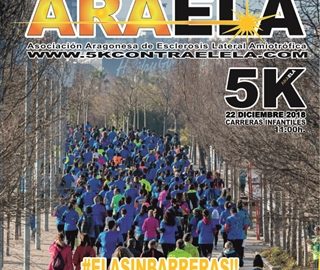 ARAELA
Asociación Aragonesa de Esclerosis Lateral Amiotrófica
WWW.5KCONTRAELELA.COM
5K
22 DICIEMBRE 2018
CARRERAS INFANTILES
11:00h.
#ELASINBARRERAS!!